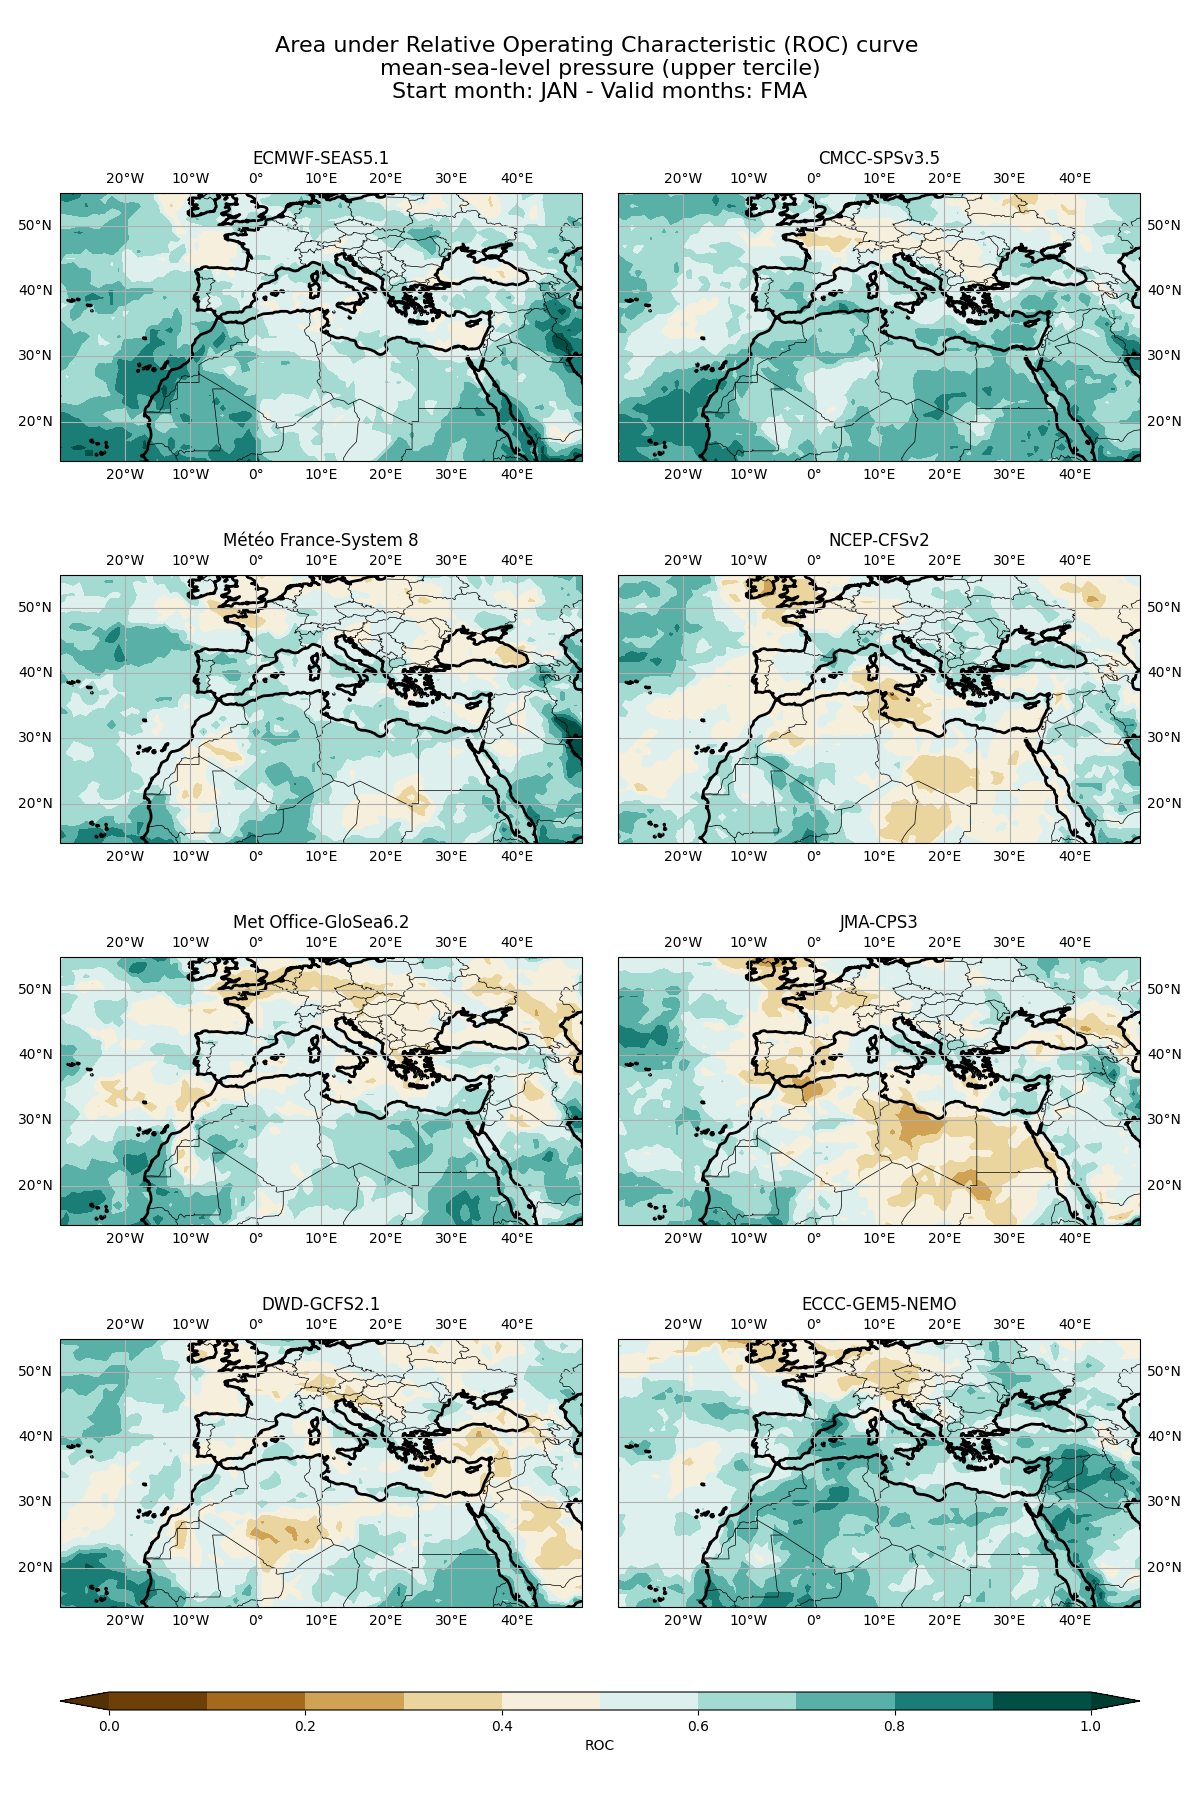 Area under Relative Operating Characteristic (ROC) curve
mean-sea-level pressure (upper tercile)
Start month: JAN - Valid months: FMA
ECMWF-SEAS5.1
CMCC-SPSv3.5
20°W 10°W 0° 10°E 20°E 30°E 40°E
20°W 10°W 0° 10°E 20°E 30°E 40°E
50°N
50°N
40°N
40°N
30°N
30°N
20°N
20°N
20°W 10°W 0° 10°E 20°E 30°E 40°E
20°W 10°W 0° 10°E 20°E 30°E 40°E
Météo France-System 8
NCEP-CFSv2
20°W 10°W 0° 10°E 20°E 30°E 40°E
20°W 10°W 0° 10°E 20°E 30°E 40°E
50°N
50°N
40°N
40°N
30°N
30°N
20°N
20°N
20°W 10°W 0° 10°E 20°E 30°E 40°E
20°W 10°W 0° 10°E 20°E 30°E 40°E
Met Office-GloSea6.2
JMA-CPS3
20°W 10°W 0° 10°E 20°E 30°E 40°E
20°W 10°W 0° 10°E 20°E 30°E 40°E
50°N
50°N
40°N
40°N
30°N
30°N
20°N
20°N
20°W 10°W 0° 10°E 20°E 30°E 40°E
20°W 10°W 0° 10°E 20°E 30°E 40°E
DWD-GCFS2.1
ECCC-GEM5-NEMO
20°W 10°W 0° 10°E 20°E 30°E 40°E
20°W 10°W 0° 10°E 20°E 30°E 40°E
50°N
50°N
40°N
40°N
30°N
30°N
20°N
20°N
20°W 10°W 0° 10°E 20°E 30°E 40°E
20°W 10°W 0° 10°E 20°E 30°E 40°E
0.0 0.2 0.4 0.6 0.8 1.0
ROC